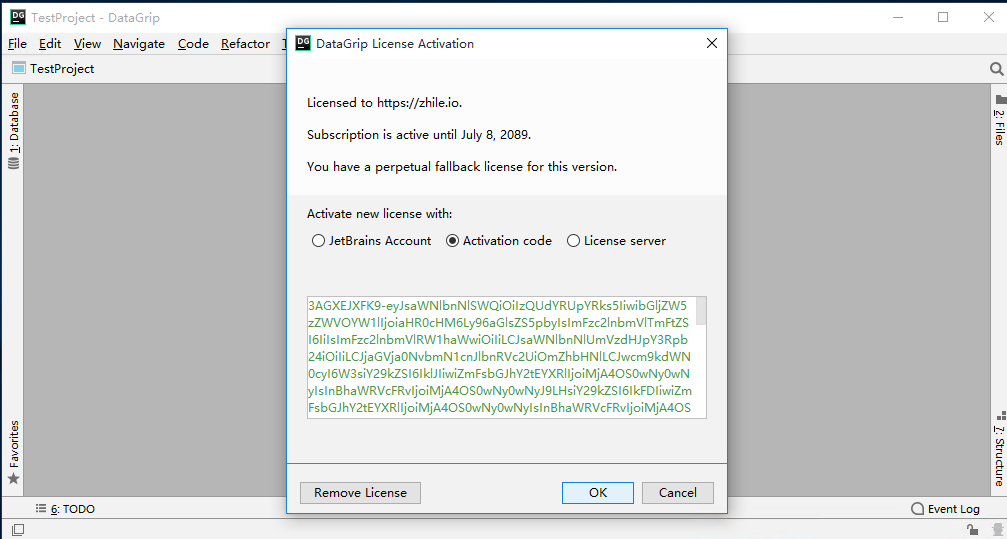 TestProject - DataGrip
File Edit View Navigate Code Refactor
TestProject
1: Database
Favorites
2: Files
7: Structure
DataGrip License Activation
Licensed to https://zhile.io.
Subscription is active until July 8, 2089.
You have a perpetual fallback license for this version.
Activate new license with:
JetBrains Account Activation code License server
3AGXEJXFK9-eyJsaWNlbnNlSWQiOiIzQUdYRUpYRks5IiwibGljZW5
zZWVOYW1lIjoiaHR0cHM6Ly96aGlsZS5pbyIsImFzc2lnbmVlTmFtZS
I6IiIsImFzc2lnbmVlRW1haWwiOiIiLCJsaWNlbnNlUmVzdHJpY3Rpb
24iOiIiLCJjaGVja0NvbmN1cnJlbnRVc2UiOmZhbHNlLCJwcm9kdWN
0cyI6W3siY29kZSI6IklJIiwiZmFsbGJhY2tEYXRlIjoiMjA4OS0wNy0wN
yIsInBhaWRVcFRvIjoiMjA4OS0wNy0wNyJ9LHsiY29kZSI6IkFDIiwiZm
FsbGJhY2tEYXRlIjoiMjA4OS0wNy0wNyIsInBhaWRVcFRvIjoiMjA4OS
Remove License OK Cancel
6: TODO
Event Log